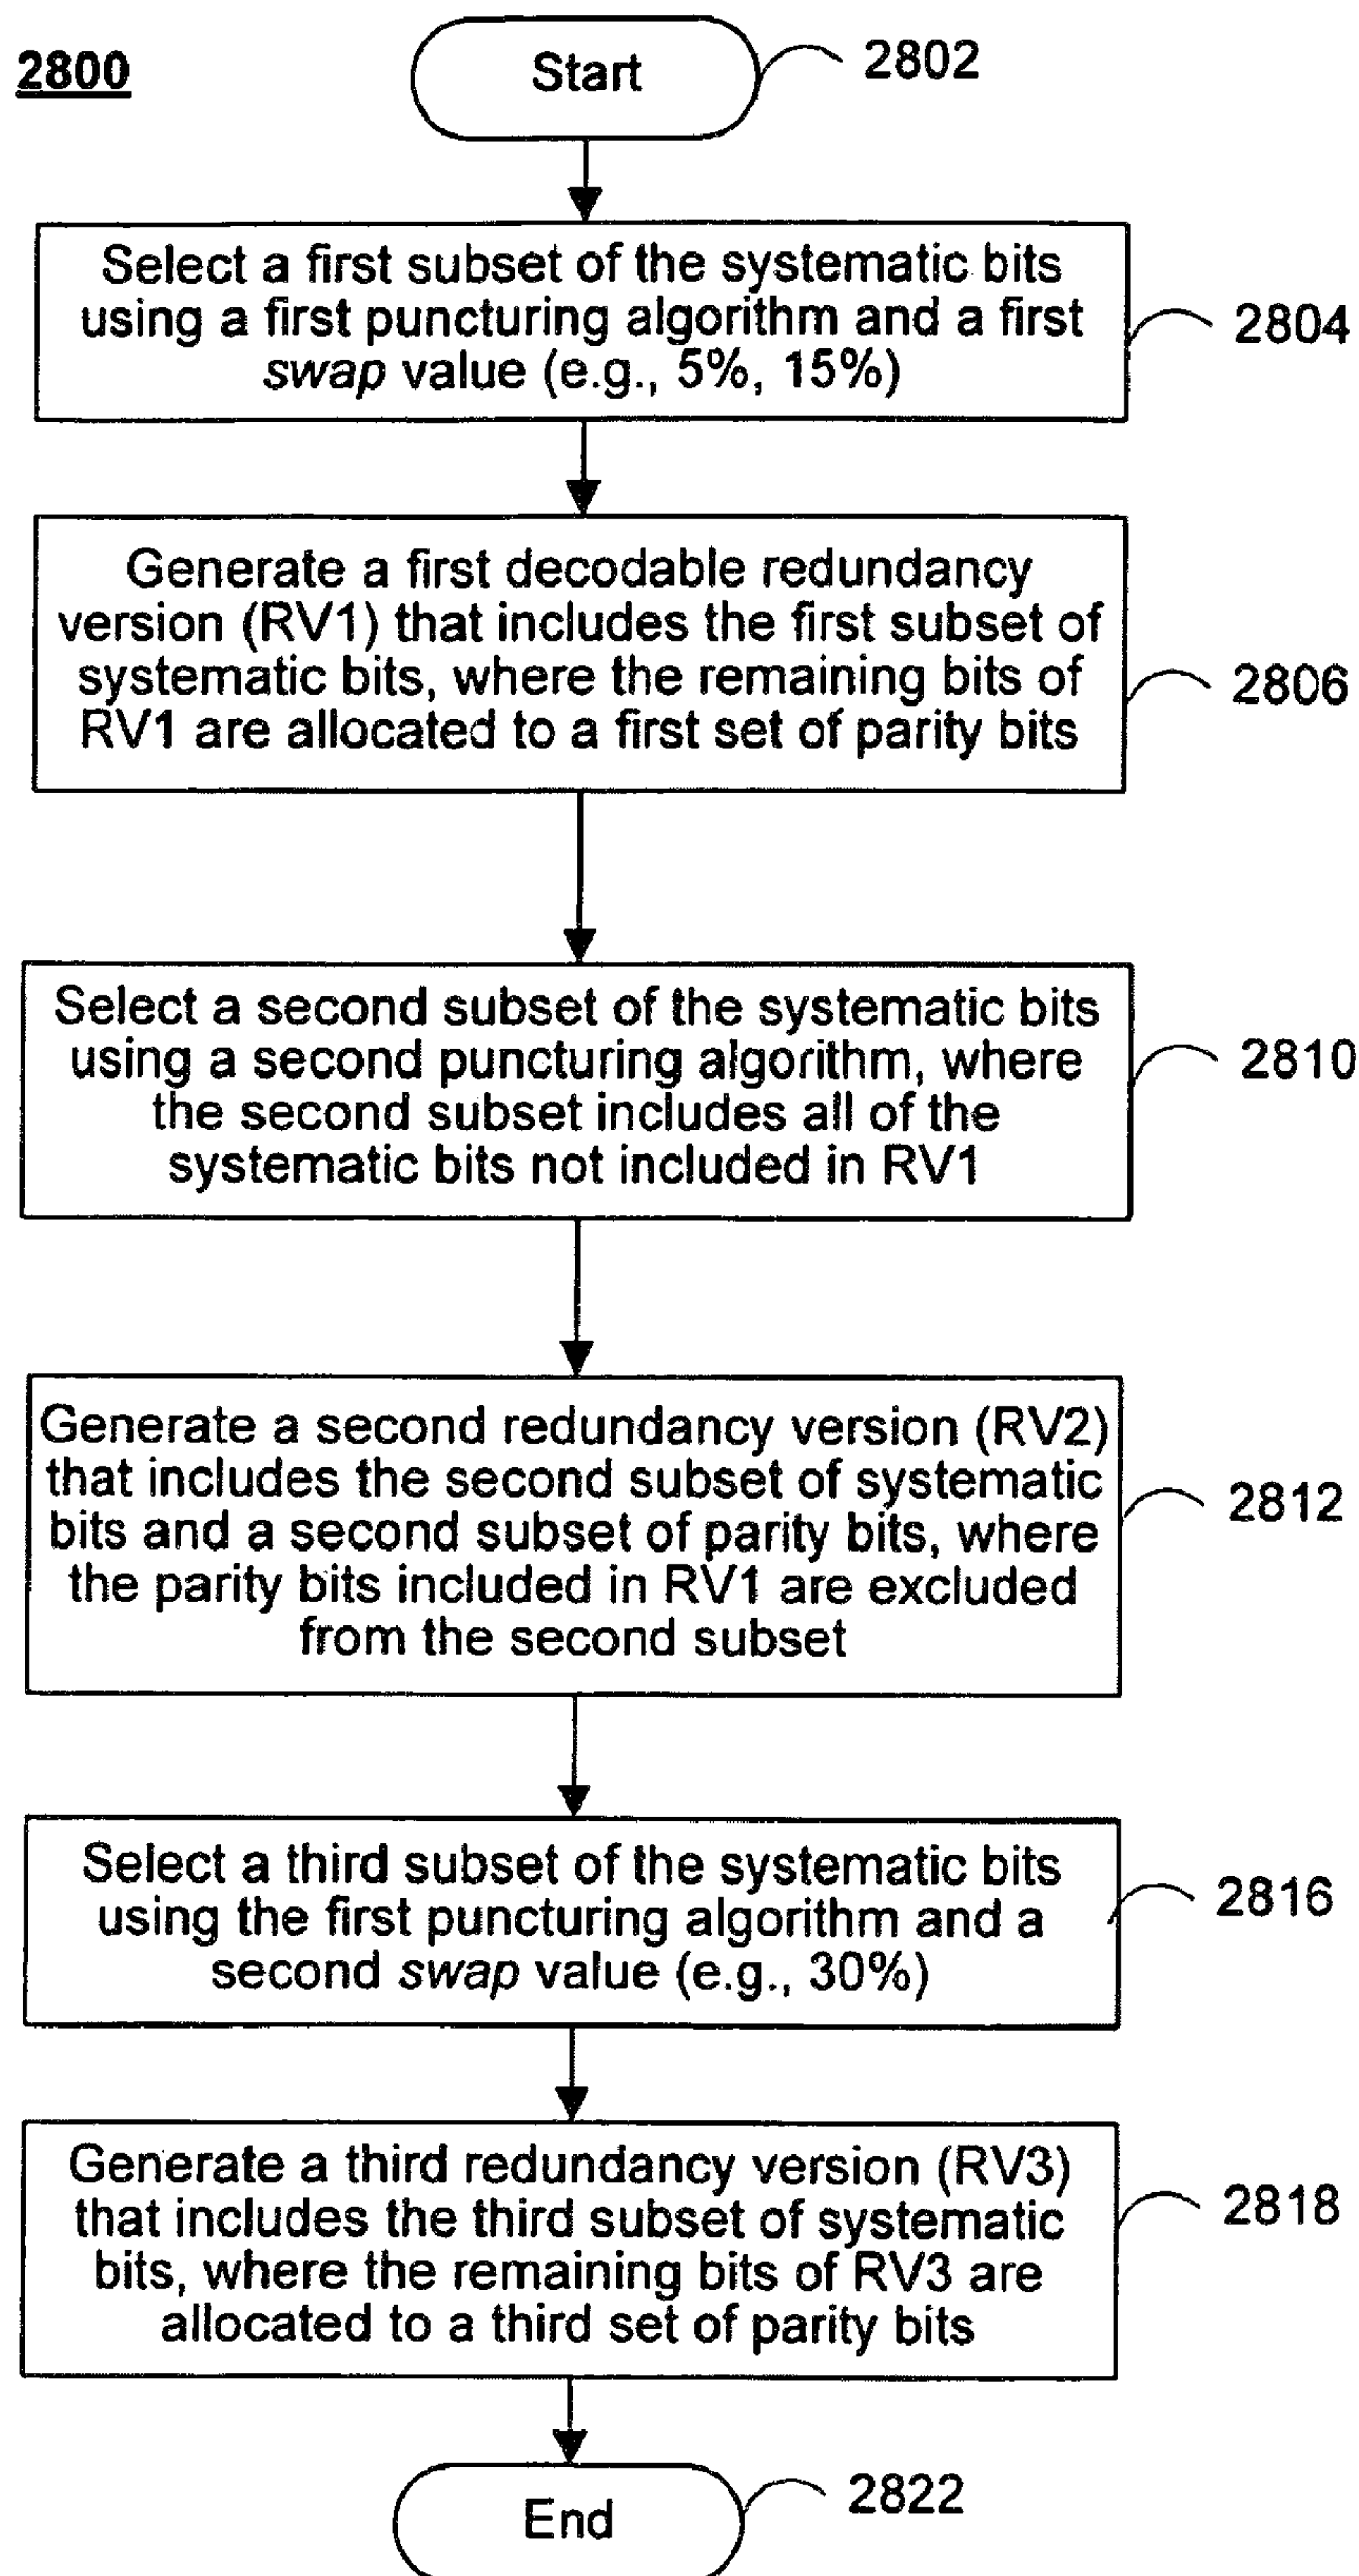 2800
Start
2802
Select a first subset of the systematic bits
using a first puncturing algorithm and a first
swap value (e.g., 5%, 15%)
2804
Generate a first decodable redundancy
version (RV1) that includes the first subset of
systematic bits, where the remaining bits of
RV1 are allocated to a first set of parity bits
2806
Select a second subset of the systematic bits
using a second puncturing algorithm, where
the second subset includes all of the
systematic bits not included in RV1
2810
Generate a second redundancy version (RV2)
that includes the second subset of systematic
bits and a second subset of parity bits, where
the parity bits included in RV1 are excluded
from the second subset
2812
Select a third subset of the systematic bits
using the first puncturing algorithm and a
second swap value (e.g., 30%)
2816
Generate a third redundancy version (RV3)
that includes the third subset of systematic
bits, where the remaining bits of RV3 are
allocated to a third set of parity bits
2818
End
2822